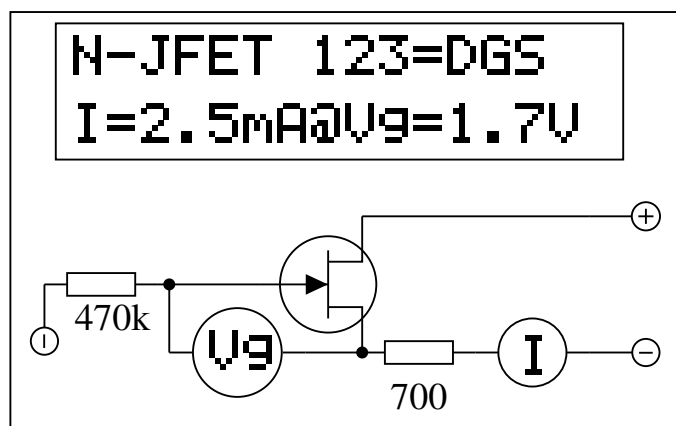 N-JFET 123=DGS
I=2.5mA@Vg=1.7V
+
470k
-
Vg
I
-
700